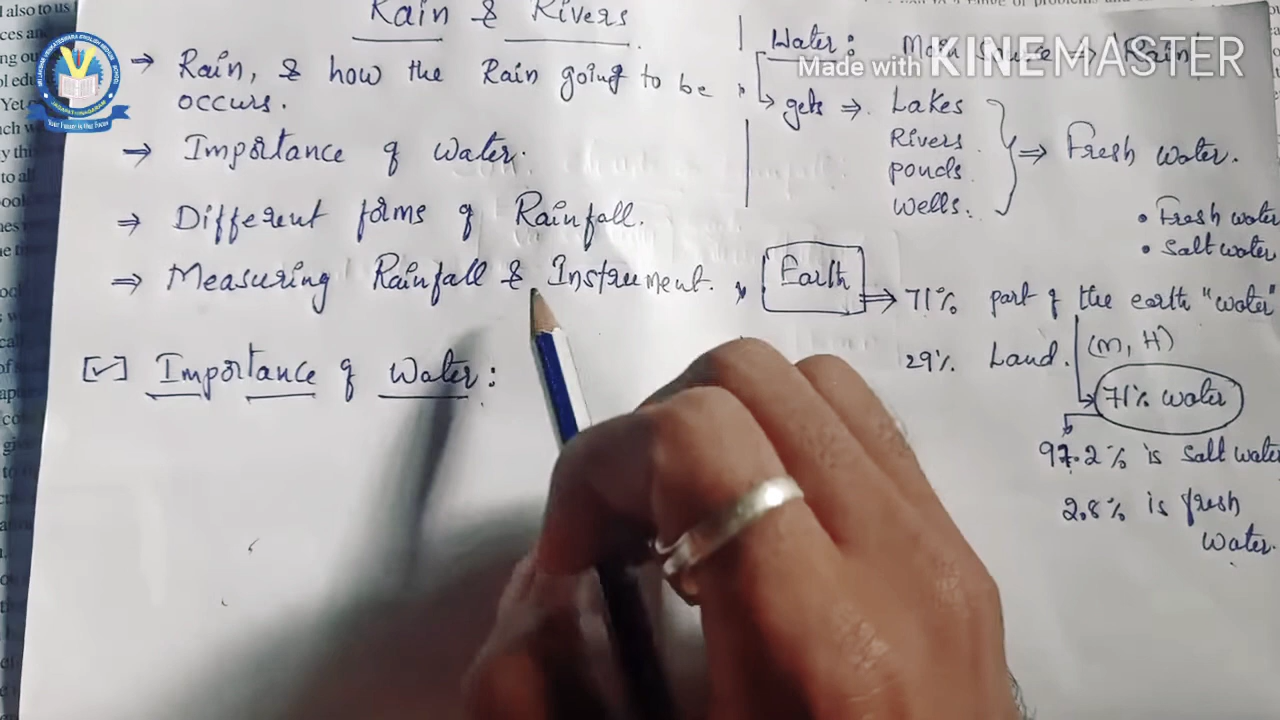 Rain & Rivers
⇒ Rain, & how the Rain going to be
occurs.
⇒ Importance of Water.
⇒ Different forms of Rainfall.
⇒ Measuring Rainfall & Instrument.
[✓] Importance of Water:
Water: Main Source ⇒ 'Rain'
gets ⇒ Lakes
Rivers
ponds
wells.
⇒ Fresh water.
• Fresh water
• Salt water
Earth ⇒ 71% part of the earth "water"
29% Land.
(M, H)
71% water
97.2% is salt water
2.8% is fresh
water.
Made with KINEMASTER